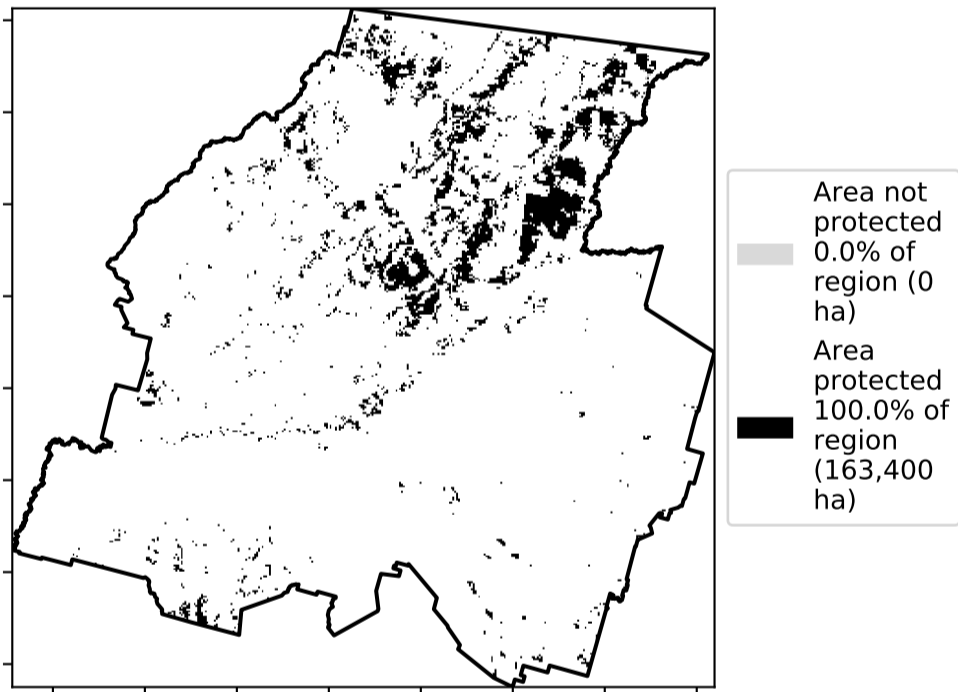 Area not
protected
0.0% of
region (0
ha)
Area
protected
100.0% of
region
(163,400
ha)